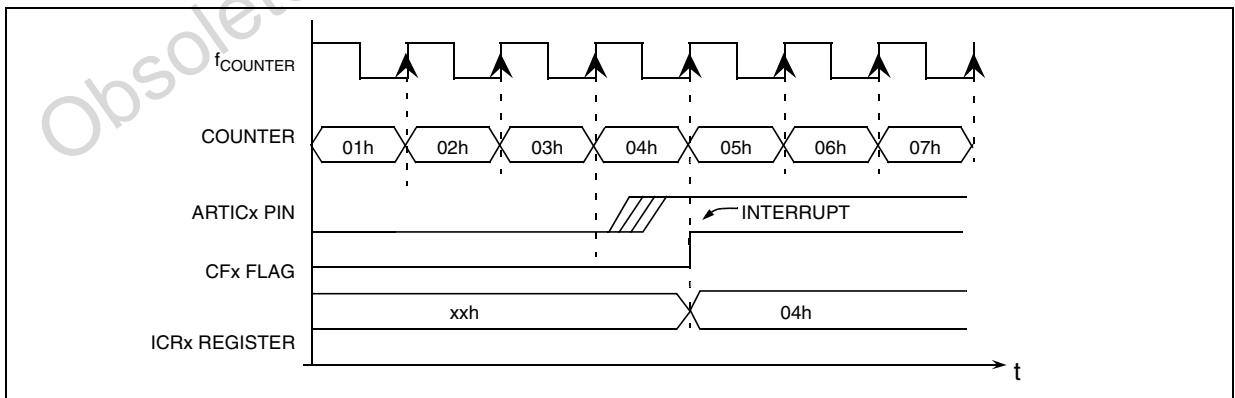 Obsolete
fCOUNTER
COUNTER 01h 02h 03h 04h 05h 06h 07h
ARTICx PIN INTERRUPT
CFx FLAG
xxh 04h
ICRx REGISTER
t